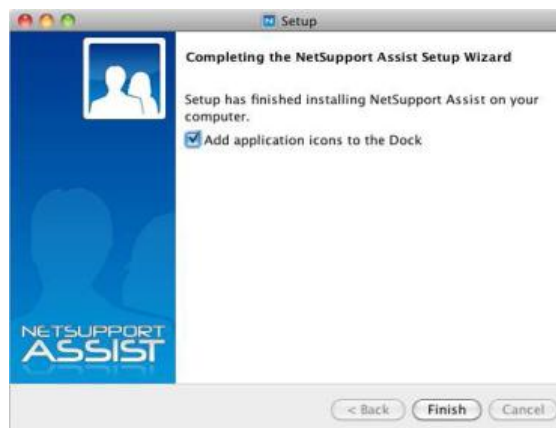 Setup
Completing the NetSupport Assist Setup Wizard
Setup has finished installing NetSupport Assist on your
computer.
Add application icons to the Dock
NETSUPPORT
ASSIST
< Back Finish Cancel